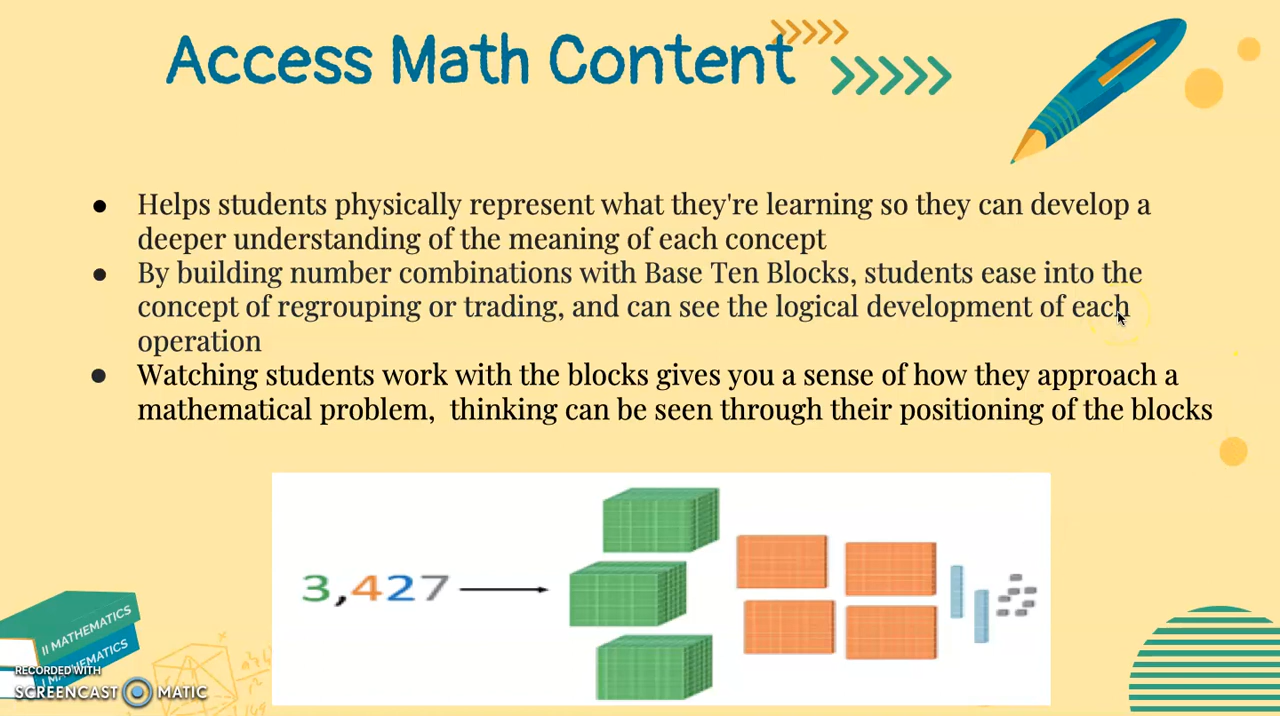 Access Math Content
● Helps students physically represent what they're learning so they can develop a
deeper understanding of the meaning of each concept
● By building number combinations with Base Ten Blocks, students ease into the
concept of regrouping or trading, and can see the logical development of each
operation
● Watching students work with the blocks gives you a sense of how they approach a
mathematical problem,  thinking can be seen through their positioning of the blocks
3,427
II MATHEMATICS
I MATHEMATICS
RECORDED WITH
SCREENCAST MATIC